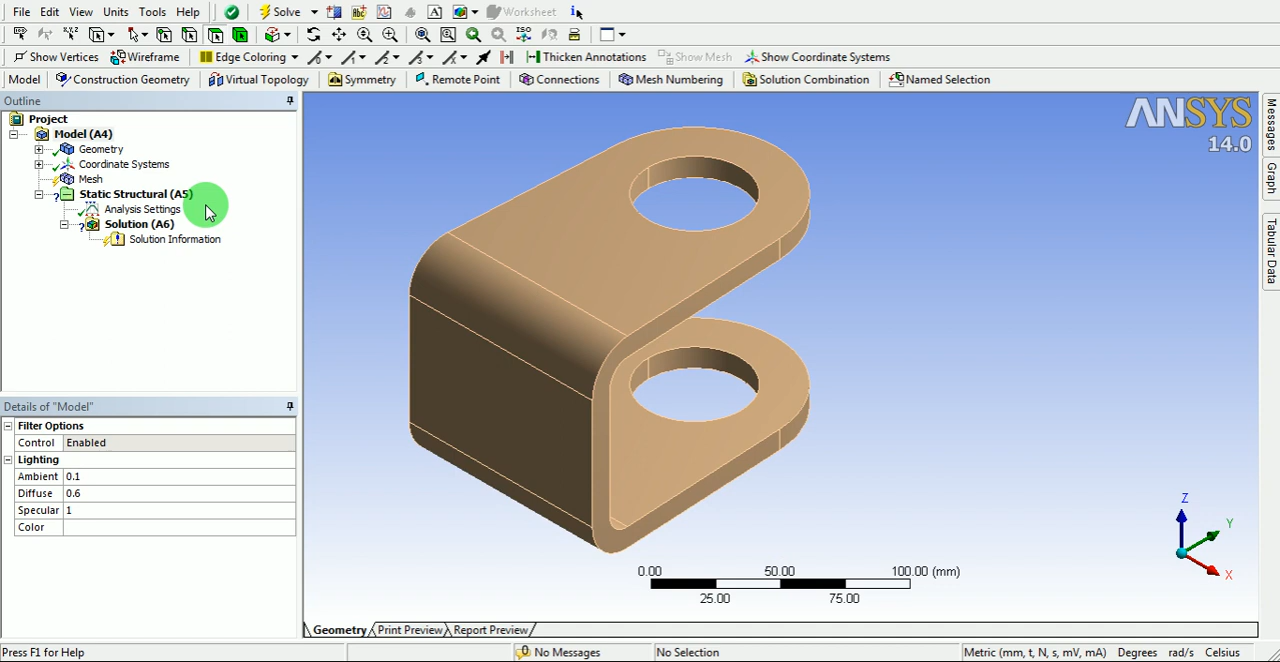 File Edit View Units Tools Help Solve Worksheet
Show Vertices Wireframe Edge Coloring Thicken Annotations Show Mesh Show Coordinate Systems
Model Construction Geometry Virtual Topology Symmetry Remote Point Connections Mesh Numbering Solution Combination Named Selection
Outline
Project
Model (A4)
Geometry
Coordinate Systems
Mesh
Static Structural (A5)
Analysis Settings
Solution (A6)
Solution Information
Details of "Model"
Filter Options
Control Enabled
Lighting
Ambient 0.1
Diffuse 0.6
Specular 1
Color
ANSYS
14.0
Z
Y
X
0.00 50.00 100.00 (mm)
25.00 75.00
Geometry Print Preview Report Preview
Messages
Graph
Tabular Data
Press F1 for Help No Messages No Selection Metric (mm, t, N, s, mV, mA) Degrees rad/s Celsius